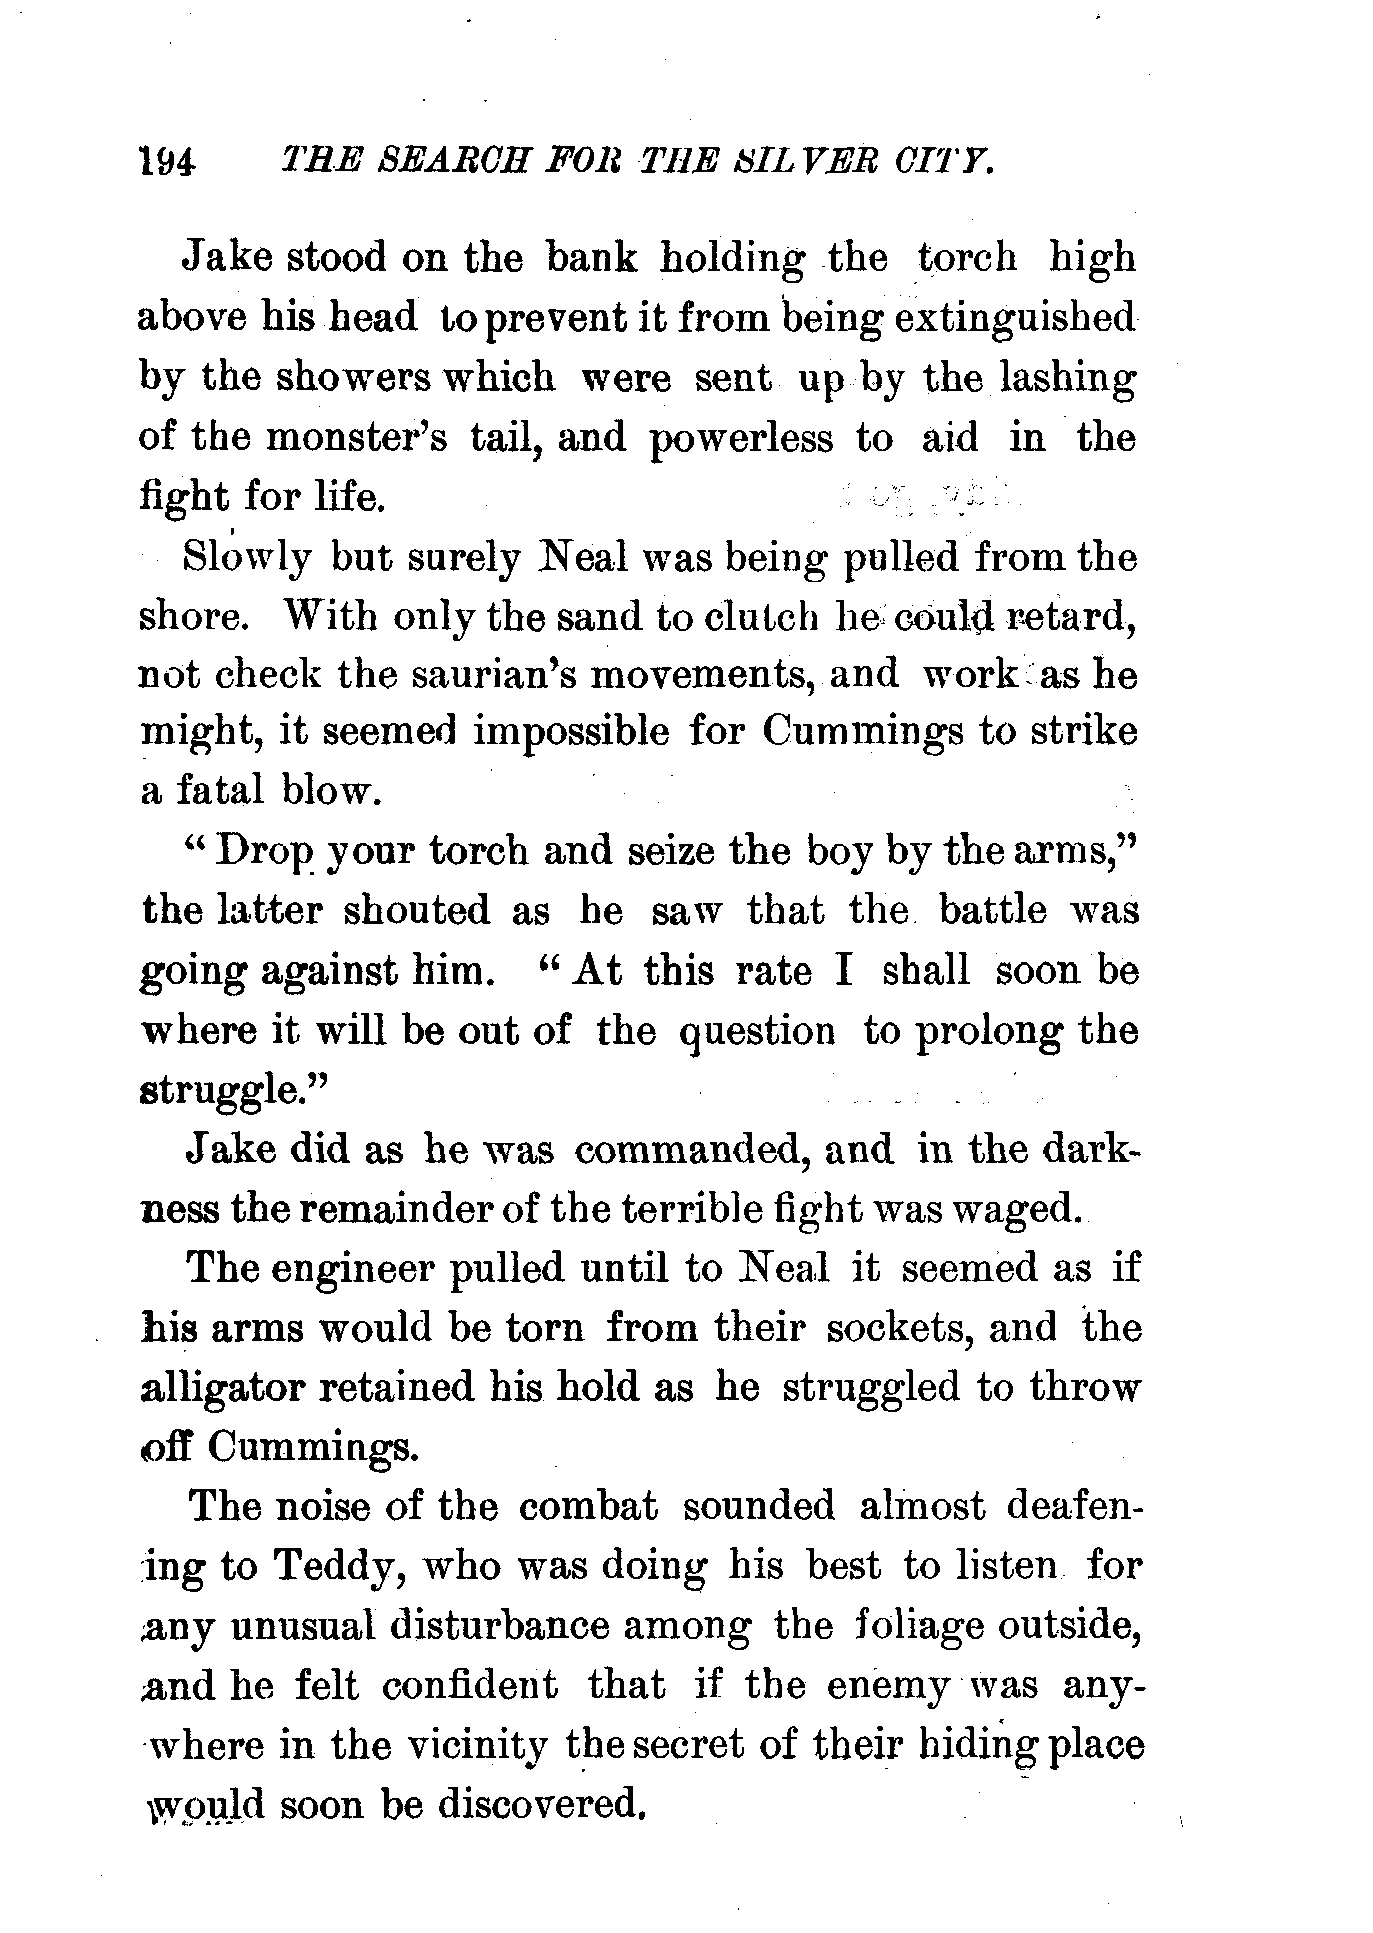 194 THE SEARCH FOR THE SILVER CITY.
Jake stood on the bank holding the torch high
above his head to prevent it from being extinguished
by the showers which were sent up by the lashing
of the monster's tail, and powerless to aid in the
fight for life.
Slowly but surely Neal was being pulled from the
shore. With only the sand to clutch he could retard,
not check the saurian's movements, and work as he
might, it seemed impossible for Cummings to strike
a fatal blow.
“Drop your torch and seize the boy by the arms,”
the latter shouted as he saw that the battle was
going against him. “At this rate I shall soon be
where it will be out of the question to prolong the
struggle.”
Jake did as he was commanded, and in the dark-
ness the remainder of the terrible fight was waged.
The engineer pulled until to Neal it seemed as if
his arms would be torn from their sockets, and the
alligator retained his hold as he struggled to throw
off Cummings.
The noise of the combat sounded almost deafen-
ing to Teddy, who was doing his best to listen for
any unusual disturbance among the foliage outside,
and he felt confident that if the enemy was any-
where in the vicinity the secret of their hiding place
would soon be discovered.